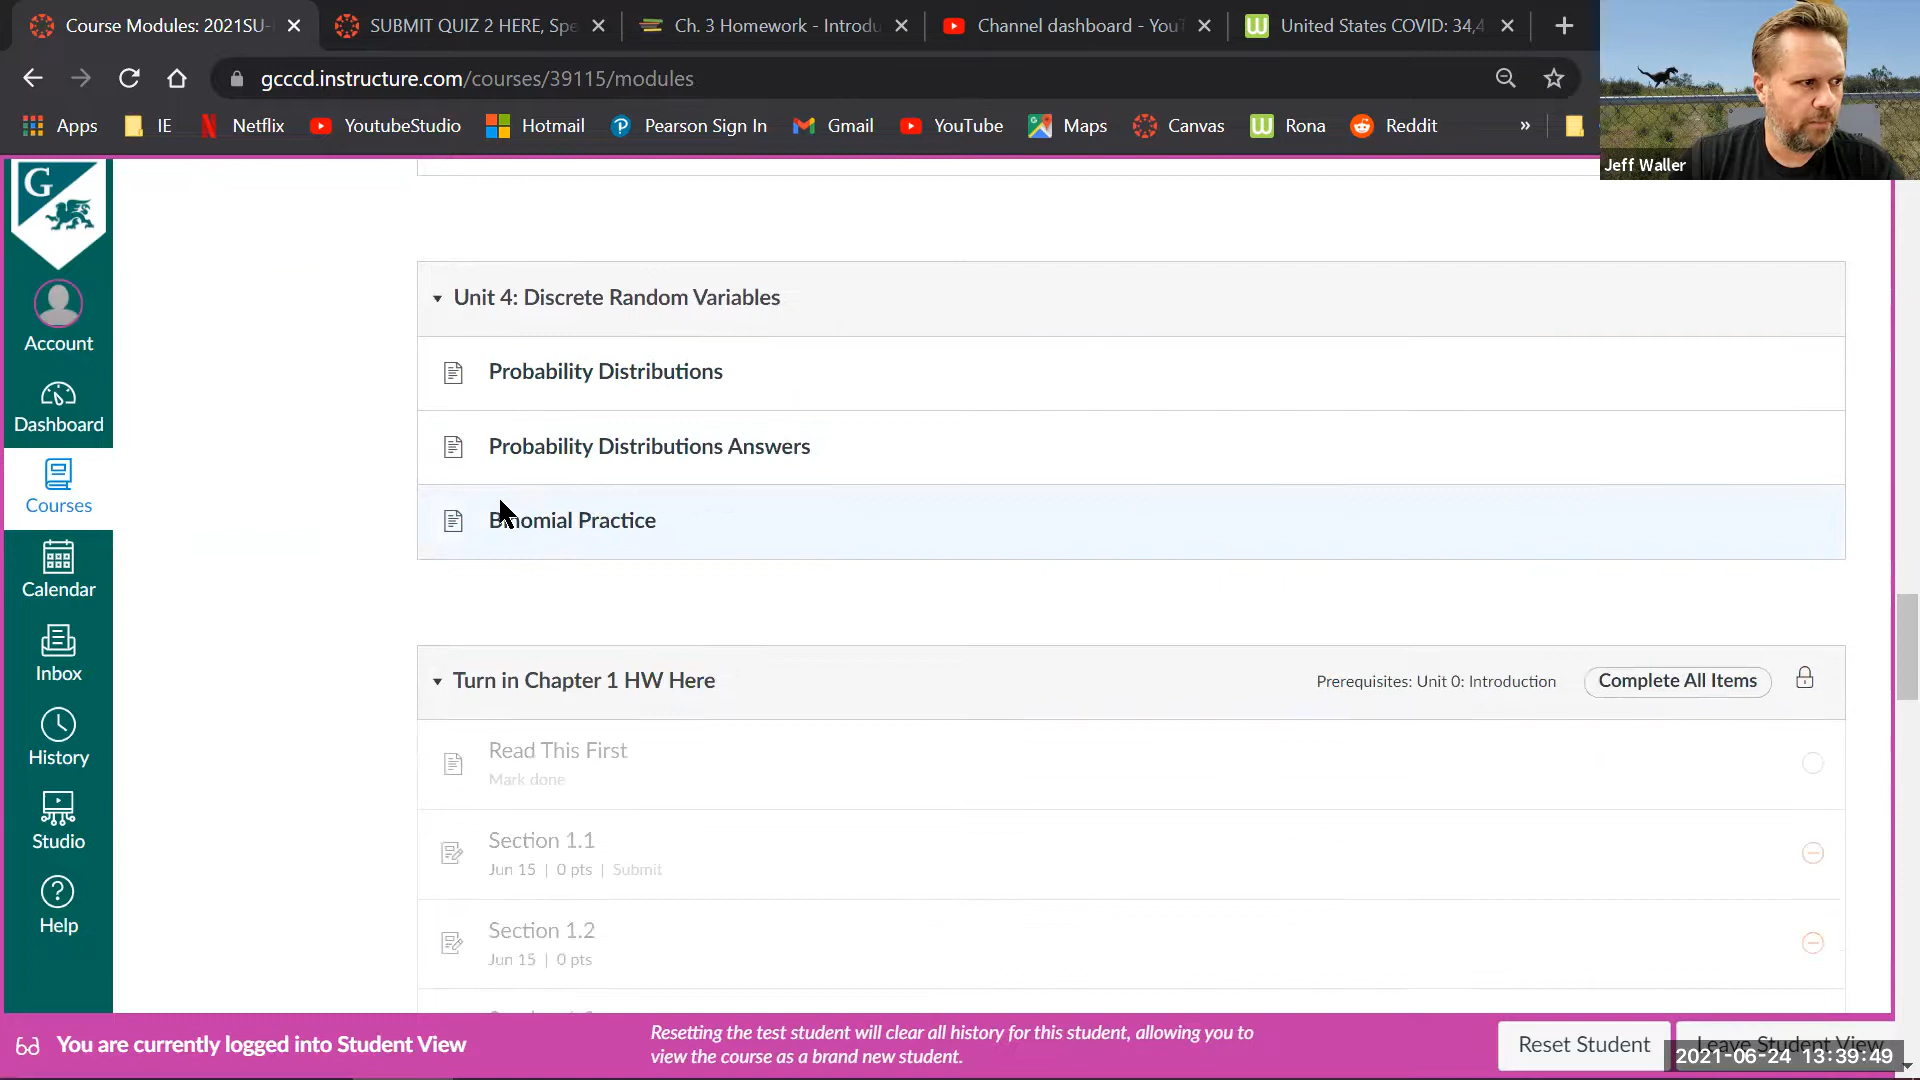 Course Modules: 2021SU-
SUBMIT QUIZ 2 HERE, Spe
Ch. 3 Homework - Introdu
Channel dashboard - YouT
United States COVID: 34,4
gcccd.instructure.com/courses/39115/modules
Apps
IE
Netflix
YoutubeStudio
Hotmail
Pearson Sign In
Gmail
YouTube
Maps
Canvas
Rona
Reddit
»
Jeff Waller
G
Account
Dashboard
Courses
Calendar
Inbox
History
Studio
Help
Unit 4: Discrete Random Variables
Probability Distributions
Probability Distributions Answers
Binomial Practice
Turn in Chapter 1 HW Here
Prerequisites: Unit 0: Introduction
Complete All Items
Read This First
Mark done
Section 1.1
Jun 15 | 0 pts | Submit
Section 1.2
Jun 15 | 0 pts
You are currently logged into Student View
Resetting the test student will clear all history for this student, allowing you to
view the course as a brand new student.
Reset Student
Leave Student View
2021-06-24 13:39:49